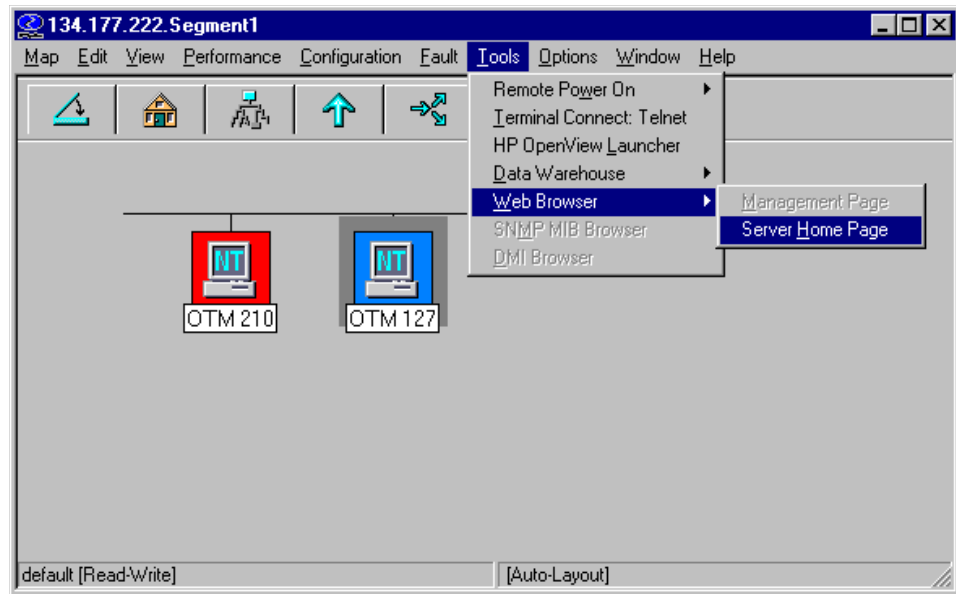 134.177.222.Segment1
Map Edit View Performance Configuration Fault Tools Options Window Help
Remote Power On
Terminal Connect: Telnet
HP OpenView Launcher
Data Warehouse
Web Browser
SNMP MIB Browser
DMI Browser
Management Page
Server Home Page
NT
OTM 210
NT
OTM 127
default [Read-Write]
[Auto-Layout]